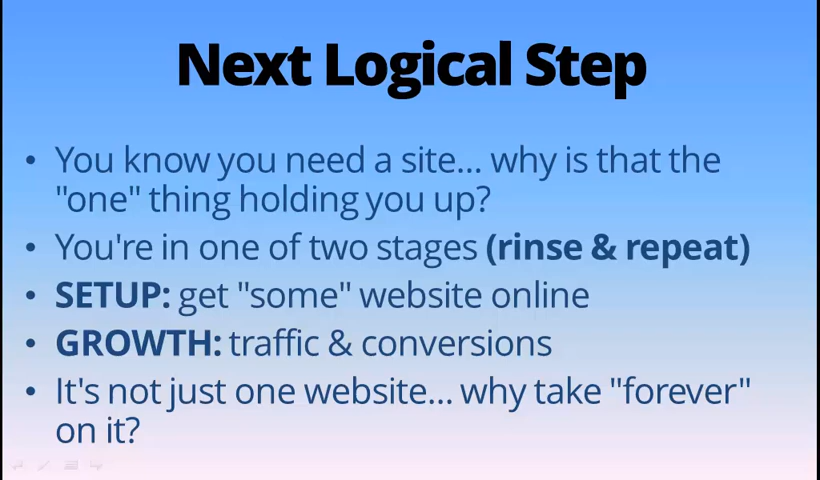 Next Logical Step
• You know you need a site... why is that the
"one" thing holding you up?
• You're in one of two stages (rinse & repeat)
• SETUP: get "some" website online
• GROWTH: traffic & conversions
• It's not just one website... why take "forever"
on it?